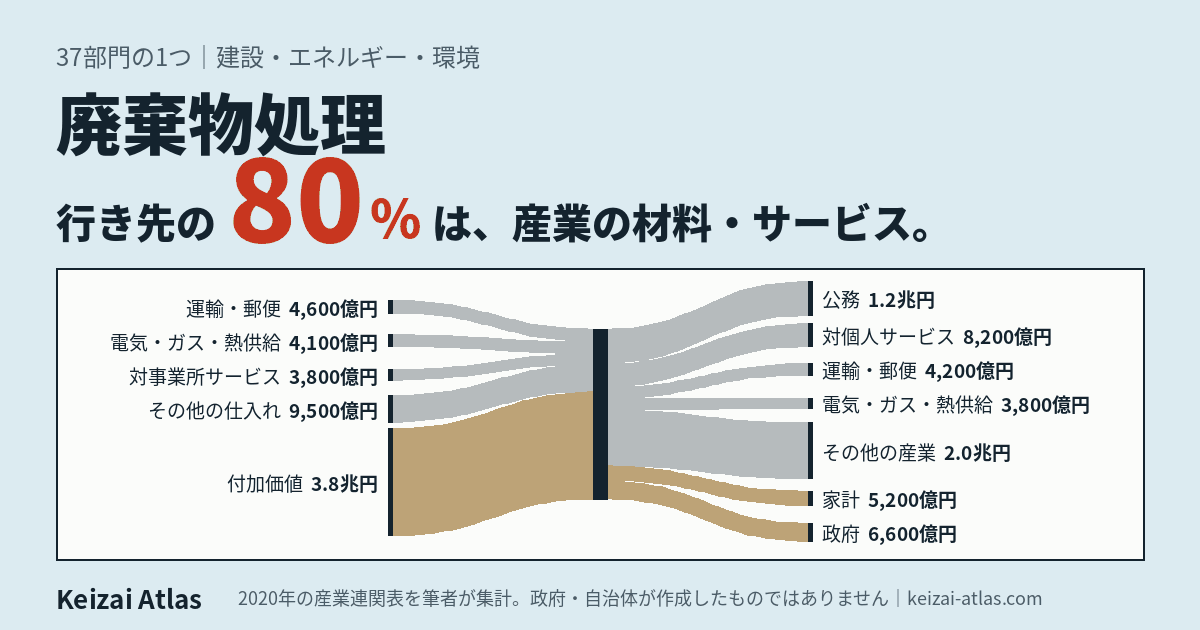 37部門の1つ｜建設・エネルギー・環境
廃棄物処理
行き先の 80% は、産業の材料・サービス。
運輸・郵便 4,600億円
電気・ガス・熱供給 4,100億円
対事業所サービス 3,800億円
その他の仕入れ 9,500億円
付加価値 3.8兆円
公務 1.2兆円
対個人サービス 8,200億円
運輸・郵便 4,200億円
電気・ガス・熱供給 3,800億円
その他の産業 2.0兆円
家計 5,200億円
政府 6,600億円
Keizai Atlas 2020年の産業連関表を筆者が集計。政府・自治体が作成したものではありません｜keizai-atlas.com